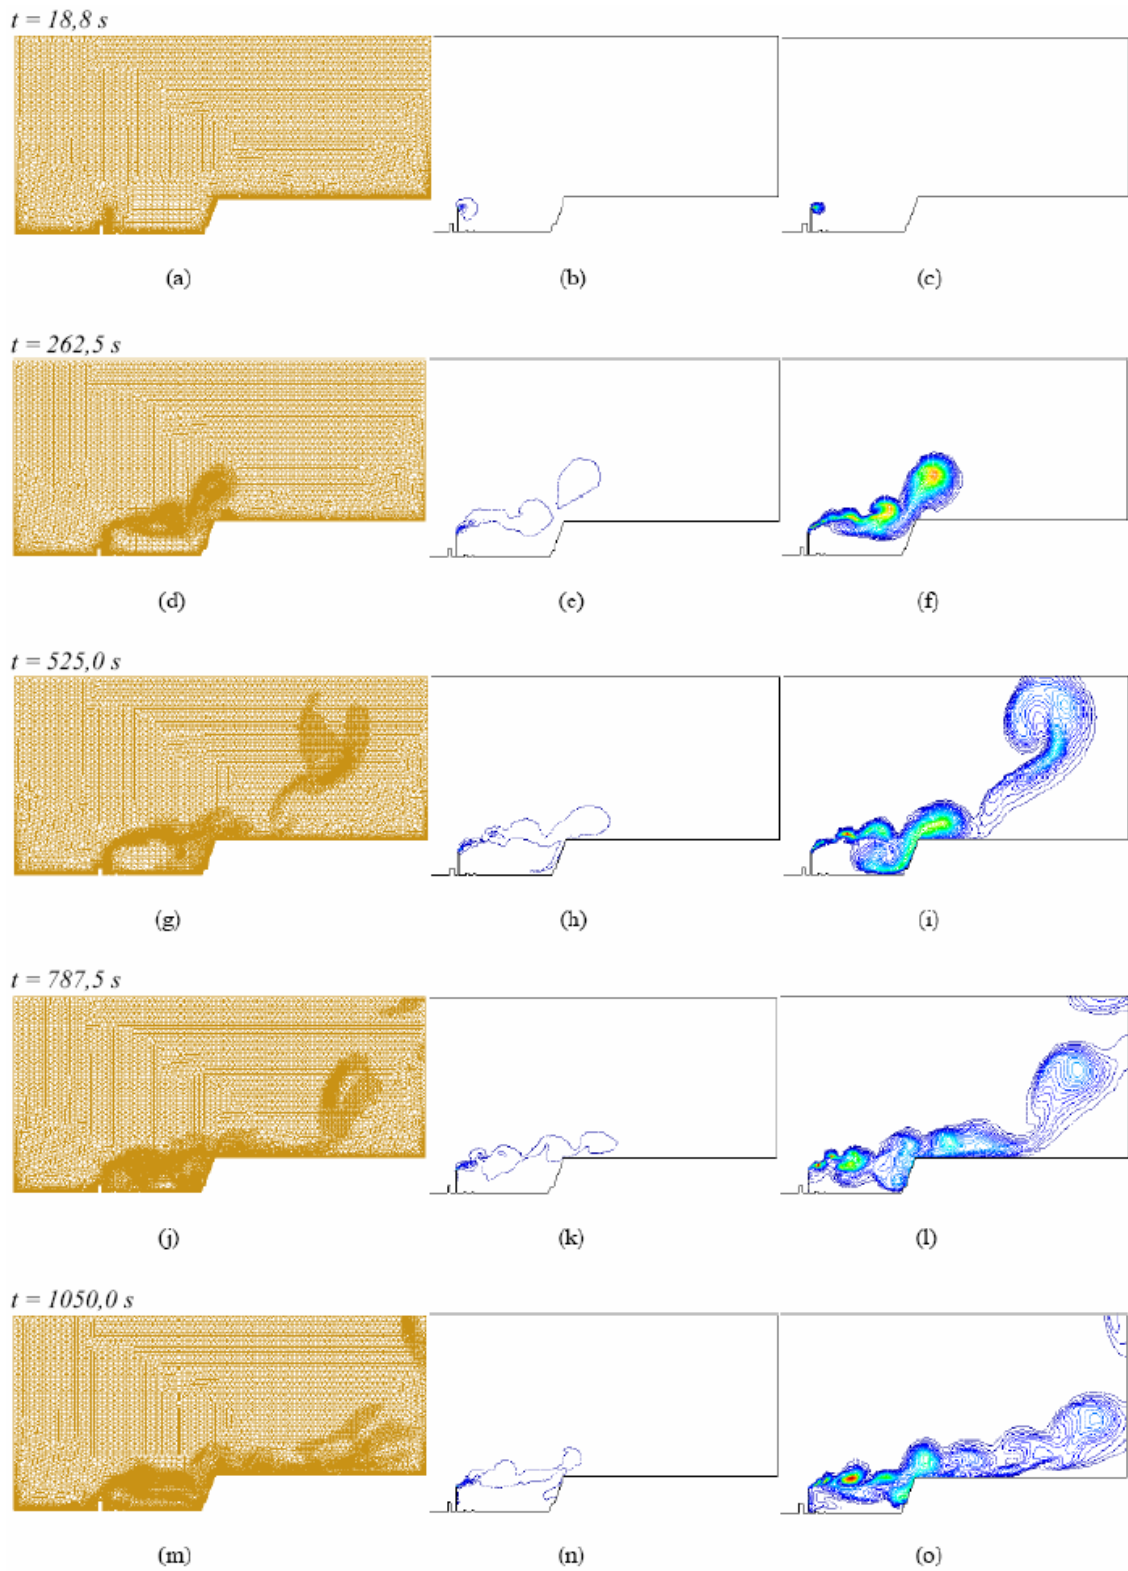 t = 18,8 s
(a) (b) (c)
t = 262,5 s
(d) (e) (f)
t = 525,0 s
(g) (h) (i)
t = 787,5 s
(j) (k) (l)
t = 1050,0 s
(m) (n) (o)